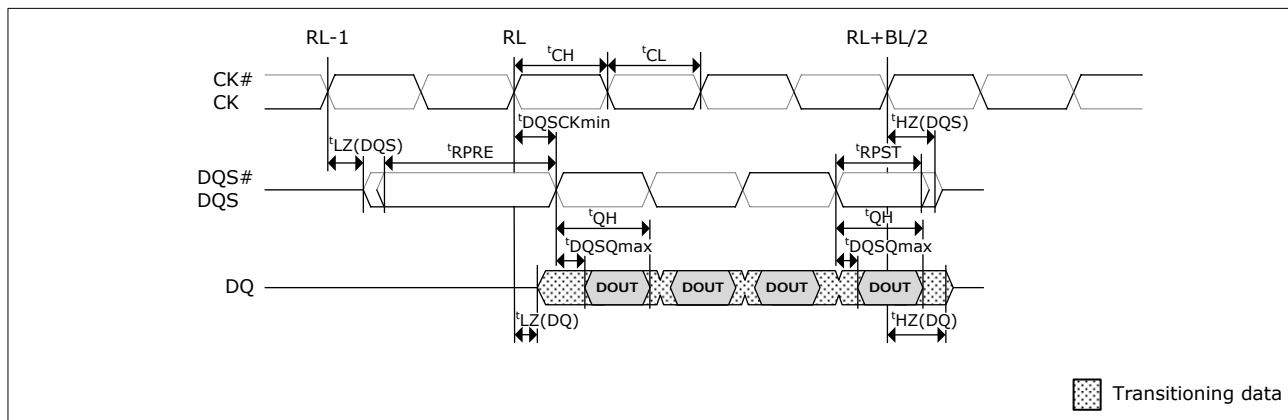 RL-1 RL RL+BL/2
tCH tCL
CK#
CK
tDQSCKmin tHZ(DQS)
tLZ(DQS) tRPRE tRPST
DQS#
DQS
tQH tQH
tDQSQmax tDQSQmax
DQ DOUT DOUT DOUT DOUT
tLZ(DQ) tHZ(DQ)
Transitioning data